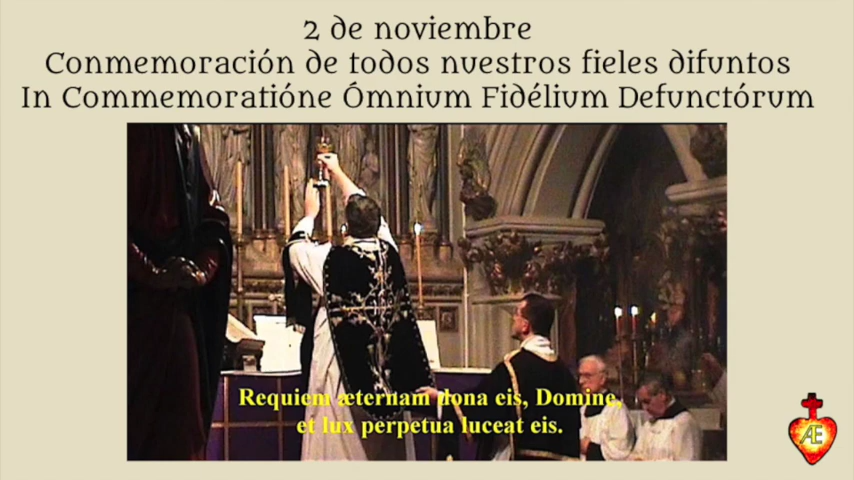 2 de noviembre
Conmemoración de todos nuestros fieles difuntos
In Commemoratióne Ómnium Fidélium Defunctórum
Requiem æternam dona eis, Domine,
et lux perpetua luceat eis.
Æ